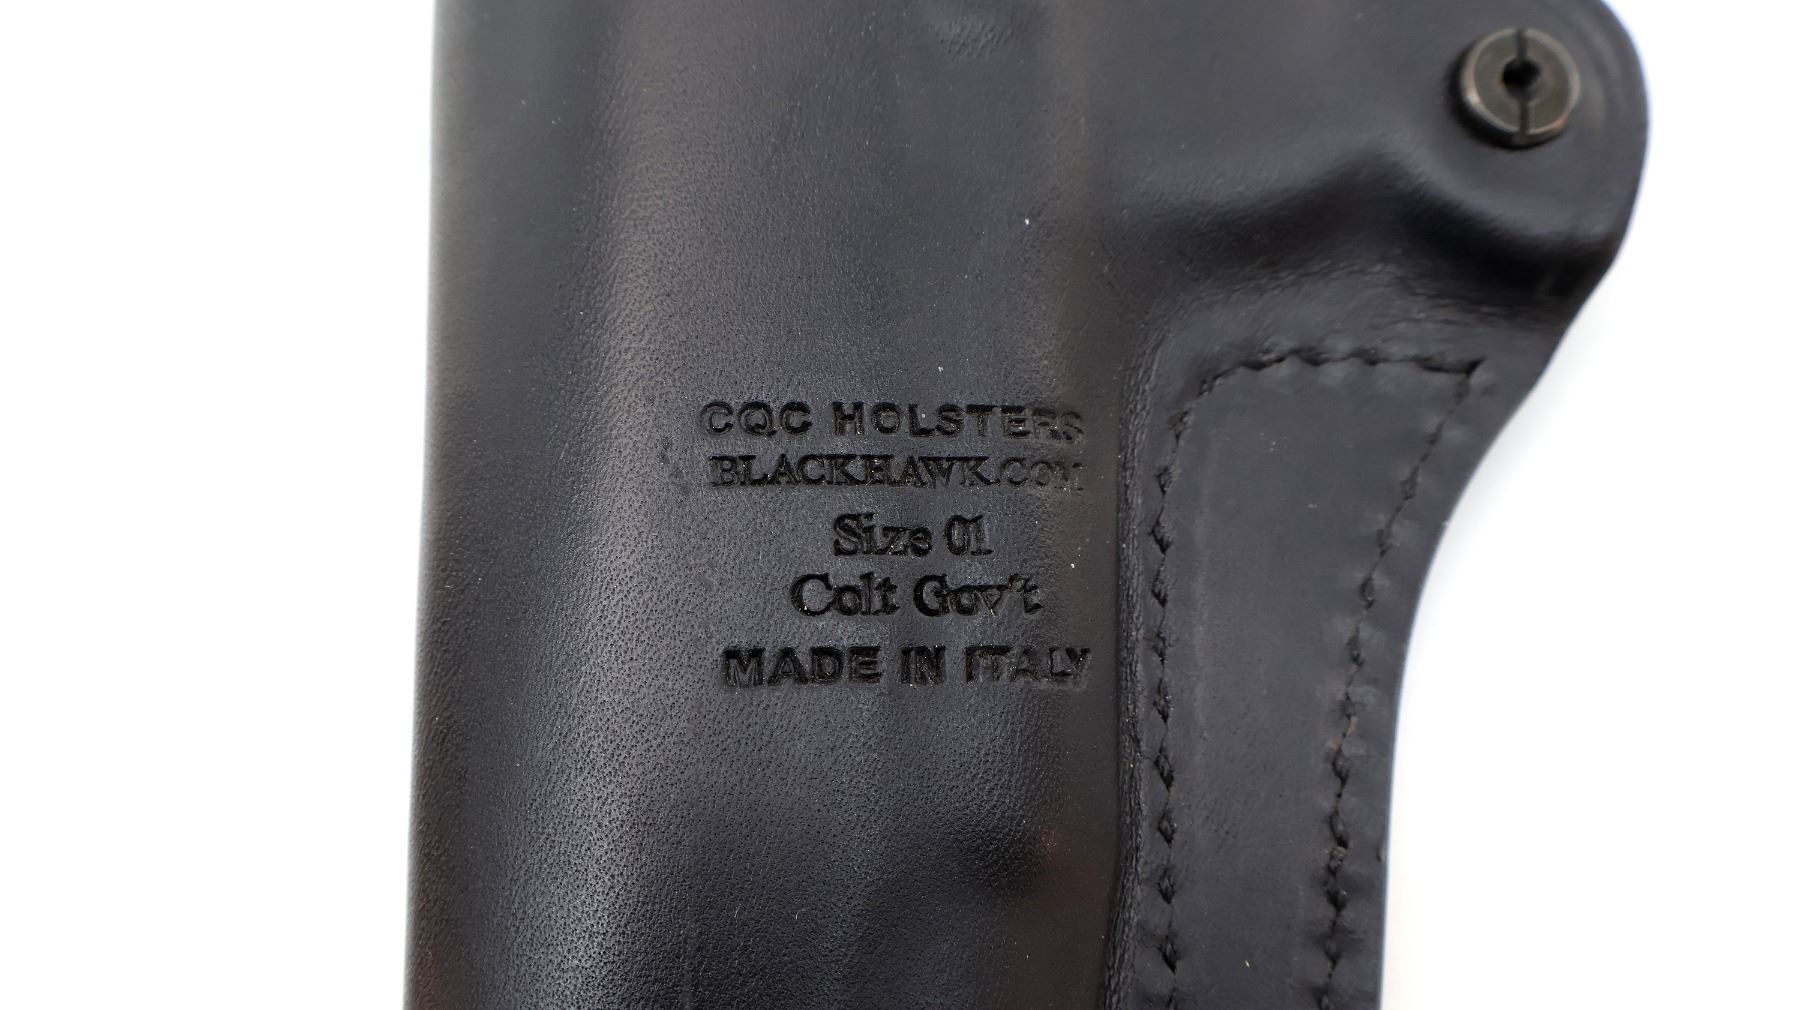 CQC HOLSTERS
BLACKHAWK.COM
Size 01
Colt Gov't
MADE IN ITALY